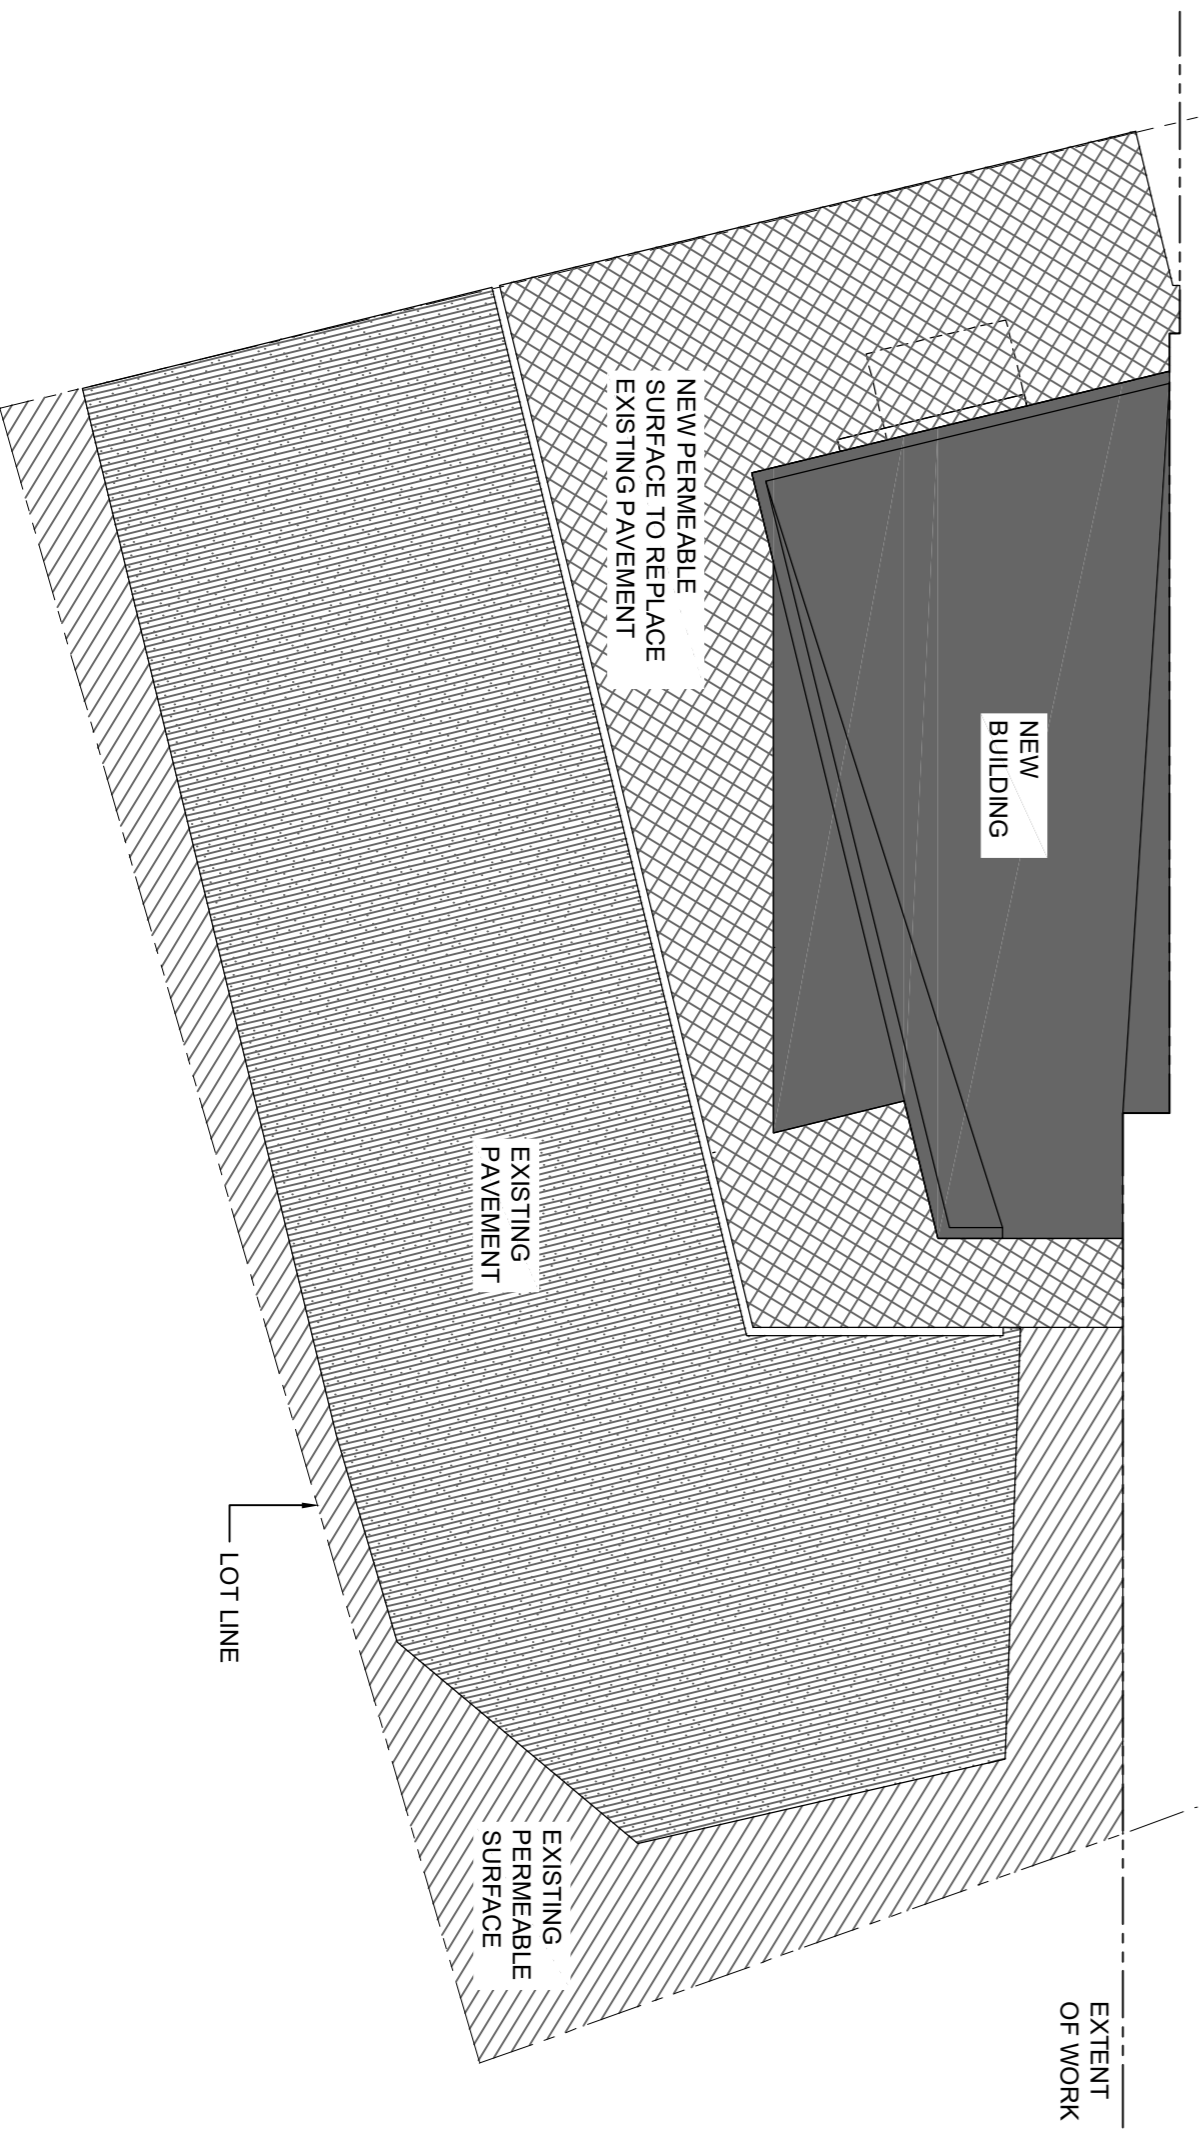 EXTENT
OF WORK
NEW
BUILDING
NEW PERMEABLE
SURFACE TO REPLACE
EXISTING PAVEMENT
EXISTING
PERMEABLE
SURFACE
EXISTING
PAVEMENT
LOT LINE